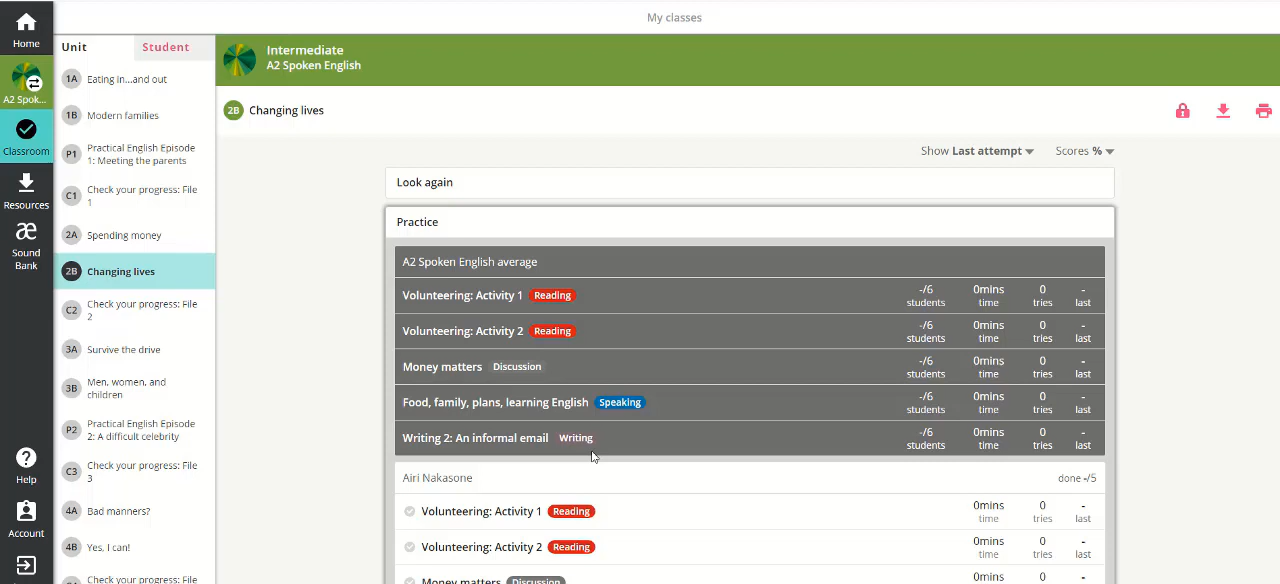 My classes
Home
A2 Spok...
Classroom
Resources
æ
Sound
Bank
Help
Account
Unit
Student
1A Eating in...and out
1B Modern families
P1 Practical English Episode
1: Meeting the parents
C1 Check your progress: File
1
2A Spending money
2B Changing lives
C2 Check your progress: File
2
3A Survive the drive
3B Men, women, and
children
P2 Practical English Episode
2: A difficult celebrity
C3 Check your progress: File
3
4A Bad manners?
4B Yes, I can!
Check your progress: File
Intermediate
A2 Spoken English
2B Changing lives
Show Last attempt Scores %
Look again
Practice
A2 Spoken English average
Volunteering: Activity 1 Reading -/6 0mins 0 -
students time tries last
Volunteering: Activity 2 Reading -/6 0mins 0 -
students time tries last
Money matters Discussion -/6 0mins 0 -
students time tries last
Food, family, plans, learning English Speaking -/6 0mins 0 -
students time tries last
Writing 2: An informal email Writing -/6 0mins 0 -
students time tries last
Airi Nakasone done -/5
Volunteering: Activity 1 Reading 0mins 0 -
time tries last
Volunteering: Activity 2 Reading 0mins 0 -
time tries last
Money matters Discussion 0mins 0 -